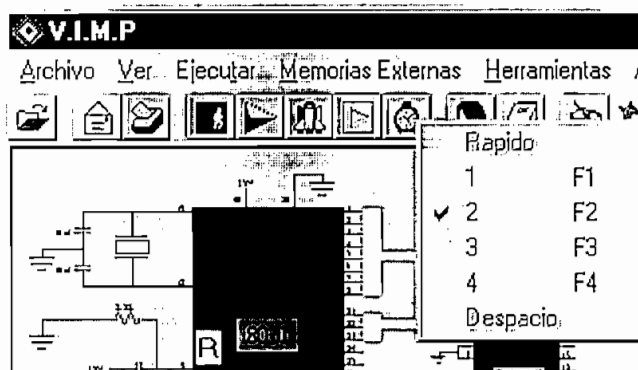 V.I.M.P
Archivo Ver Ejecutar Memorias Externas Herramientas
Rapido
1 F1
2 F2
3 F3
4 F4
Despacio
R